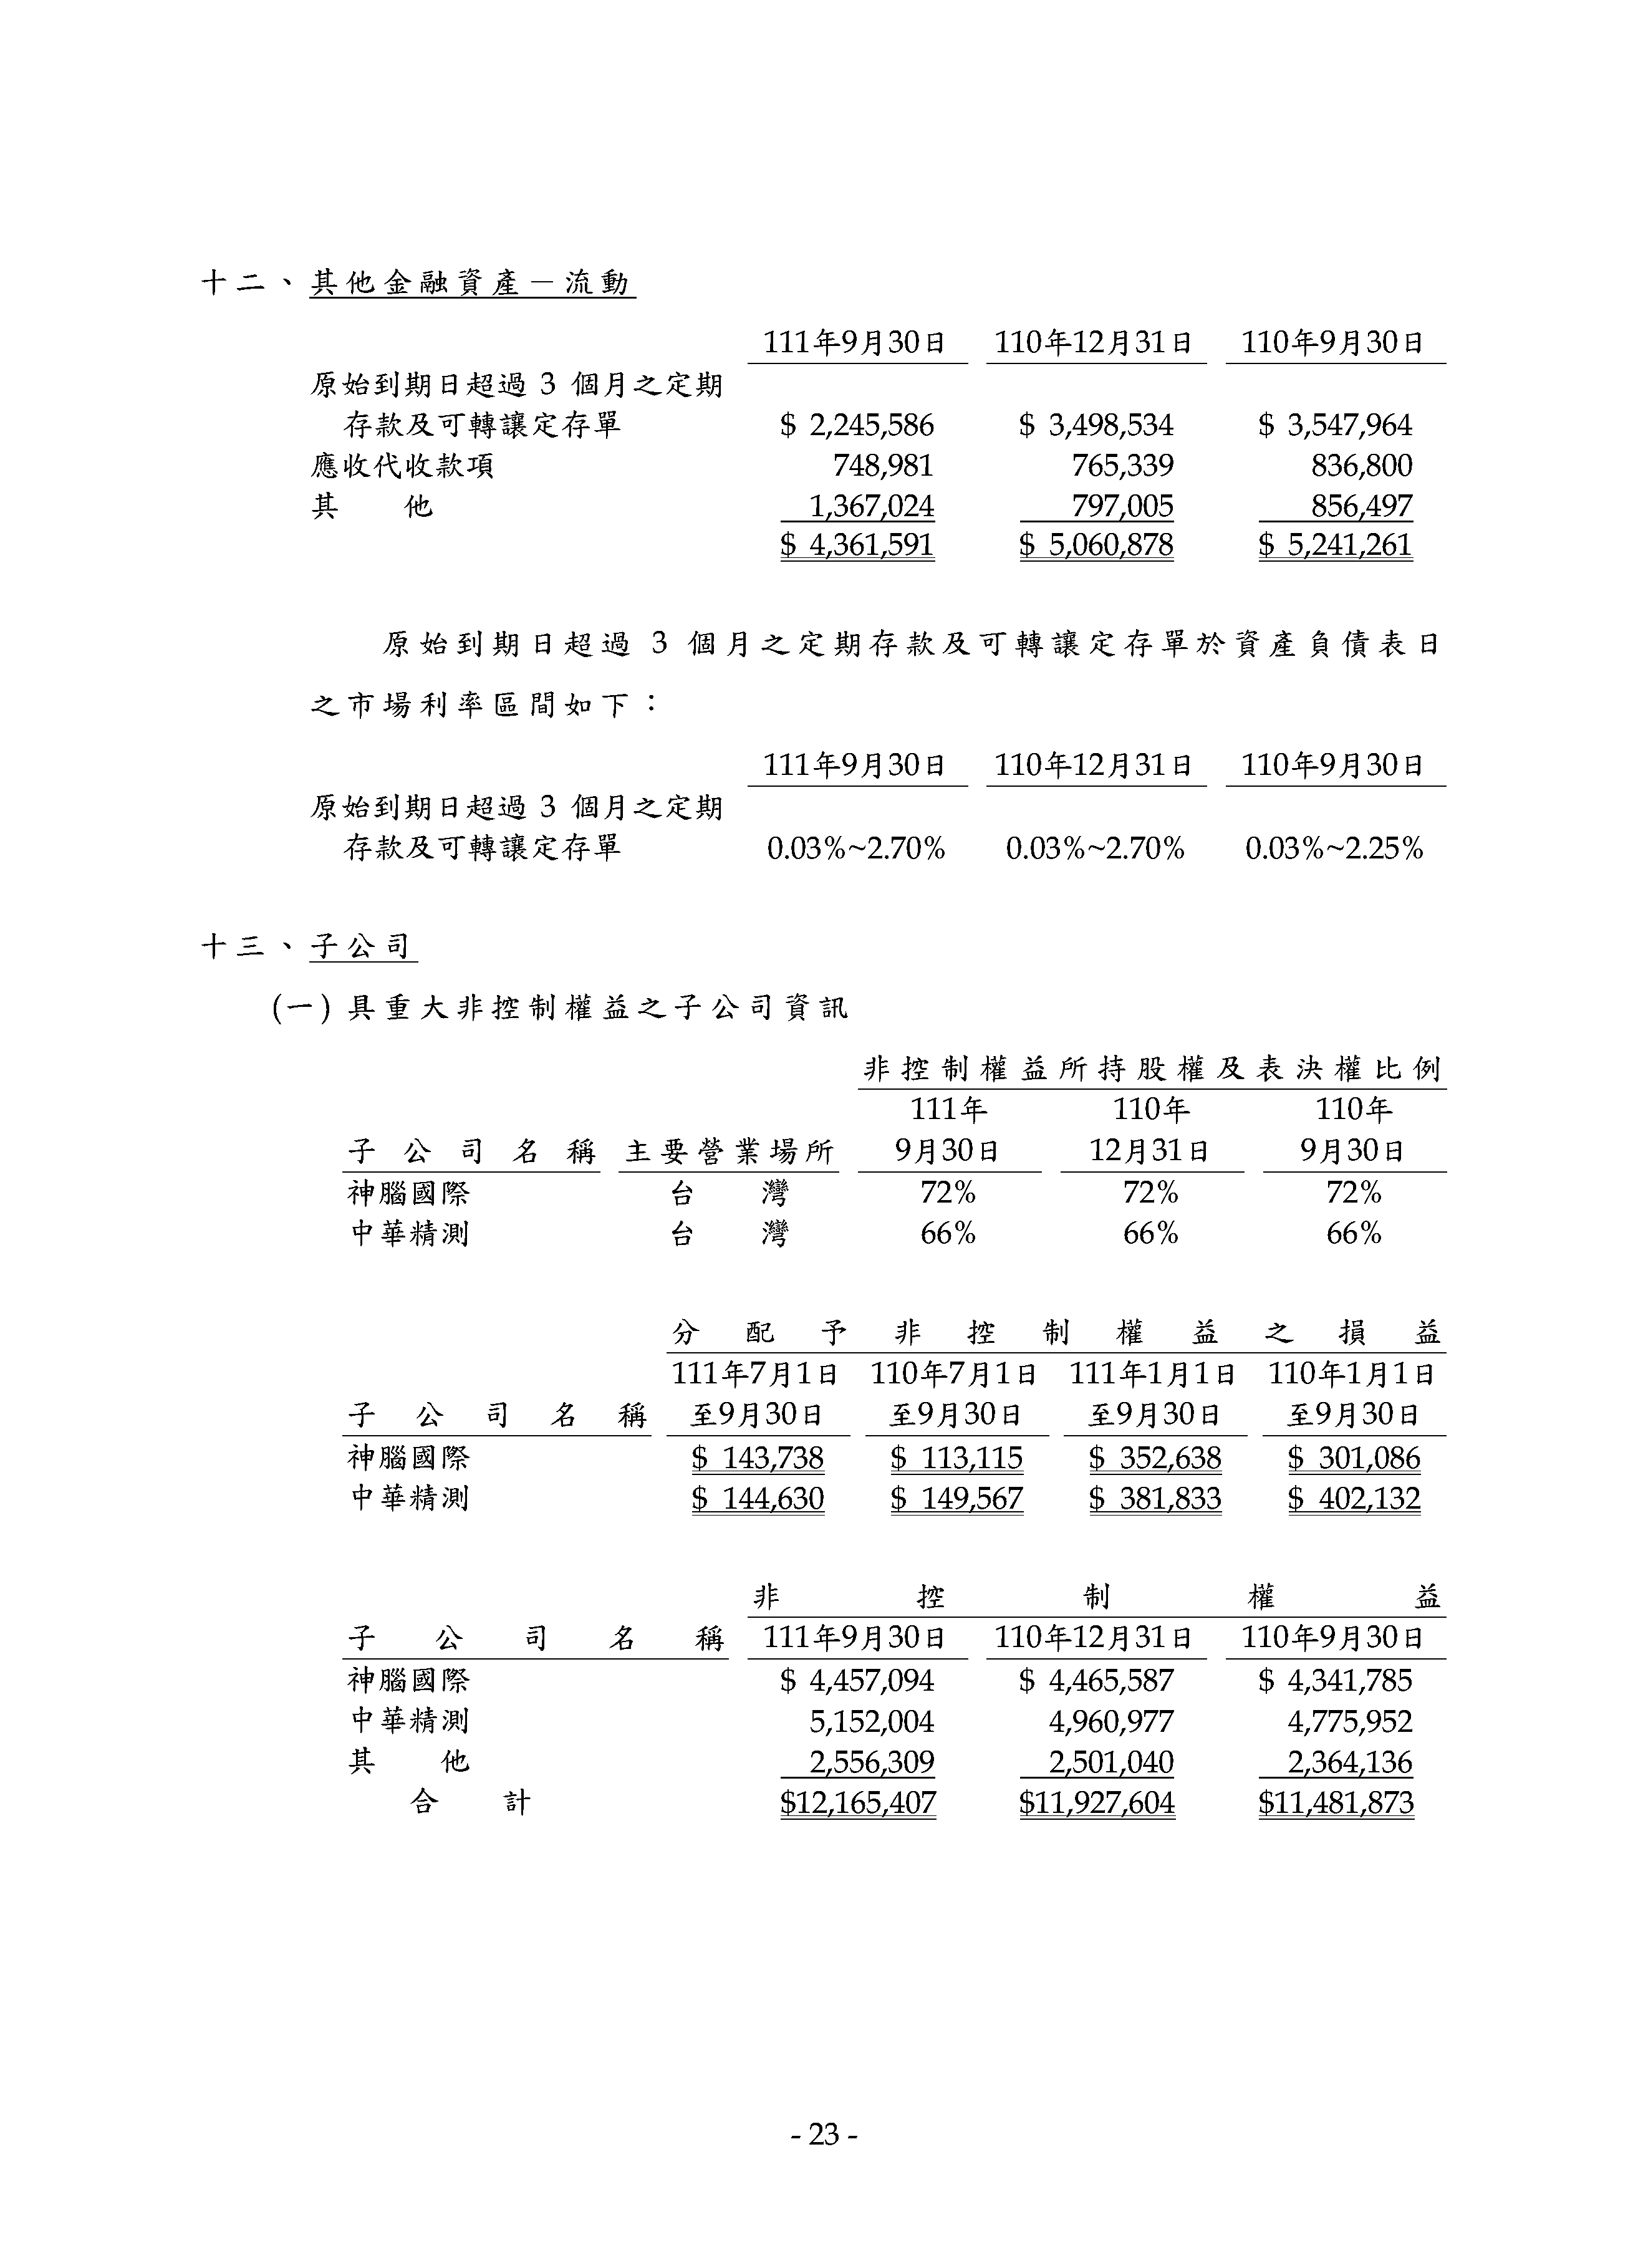 十二、其他金融資產－流動
111年9月30日 110年12月31日 110年9月30日
原始到期日超過 3 個月之定期
存款及可轉讓定存單 $ 2,245,586 $ 3,498,534 $ 3,547,964
應收代收款項 748,981 765,339 836,800
其他 1,367,024 797,005 856,497
$ 4,361,591 $ 5,060,878 $ 5,241,261
原始到期日超過 3 個月之定期存款及可轉讓定存單於資產負債表日
之市場利率區間如下：
111年9月30日 110年12月31日 110年9月30日
原始到期日超過 3 個月之定期
存款及可轉讓定存單 0.03%~2.70% 0.03%~2.70% 0.03%~2.25%
十三、子公司
(一) 具重大非控制權益之子公司資訊
非控制權益所持股權及表決權比例
111年 110年 110年
子公司名稱 主要營業場所 9月30日 12月31日 9月30日
神腦國際 台灣 72% 72% 72%
中華精測 台灣 66% 66% 66%
分配予非控制權益之損益
111年7月1日 110年7月1日 111年1月1日 110年1月1日
子公司名稱 至9月30日 至9月30日 至9月30日 至9月30日
神腦國際 $ 143,738 $ 113,115 $ 352,638 $ 301,086
中華精測 $ 144,630 $ 149,567 $ 381,833 $ 402,132
非控制權益
子公司名稱 111年9月30日 110年12月31日 110年9月30日
神腦國際 $ 4,457,094 $ 4,465,587 $ 4,341,785
中華精測 5,152,004 4,960,977 4,775,952
其他 2,556,309 2,501,040 2,364,136
合計 $12,165,407 $11,927,604 $11,481,873
- 23 -